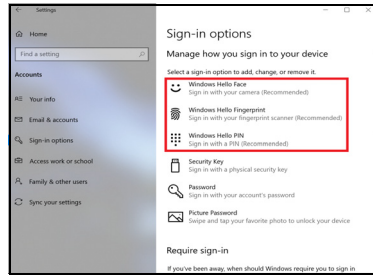 Settings
Home
Find a setting
Accounts
Your info
Email & accounts
Sign-in options
Access work or school
Family & other users
Sync your settings
Sign-in options
Manage how you sign in to your device
Select a sign-in option to add, change, or remove it.
Windows Hello Face
Sign in with your camera (Recommended)
Windows Hello Fingerprint
Sign in with your fingerprint scanner (Recommended)
Windows Hello PIN
Sign in with a PIN (Recommended)
Security Key
Sign in with a physical security key
Password
Sign in with your account's password
Picture Password
Swipe and tap your favorite photo to unlock your device
Require sign-in
If you've been away, when should Windows require you to sign in